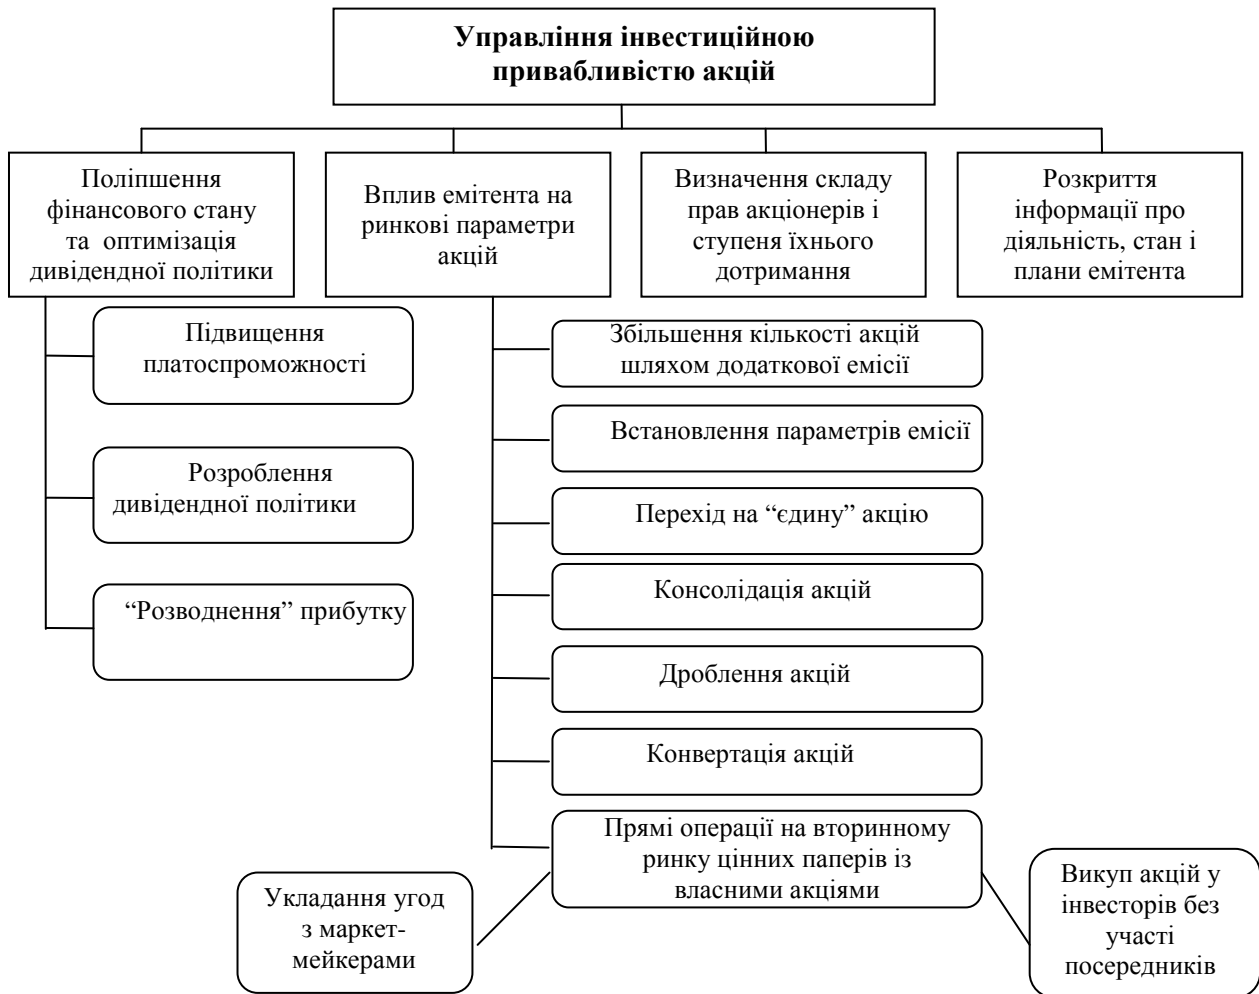 Управління інвестиційною
привабливістю акцій
Поліпшення
фінансового стану
та оптимізація
дивідендної політики
Вплив емітента на
ринкові параметри
акцій
Визначення складу
прав акціонерів і
ступеня їхнього
дотримання
Розкриття
інформації про
діяльність, стан і
плани емітента
Підвищення
платоспроможності
Розроблення
дивідендної політики
“Розводнення” прибутку
Збільшення кількості акцій
шляхом додаткової емісії
Встановлення параметрів емісії
Перехід на “єдину” акцію
Консолідація акцій
Дроблення акцій
Конвертація акцій
Прямі операції на вторинному
ринку цінних паперів із
власними акціями
Укладання угод
з маркет-
мейкерами
Викуп акцій у
інвесторів без
участі
посередників